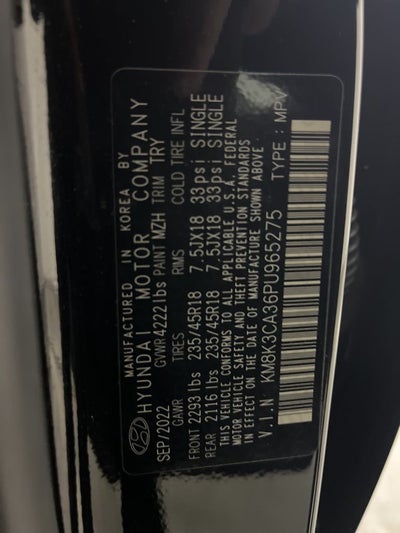 MANUFACTURED IN KOREA BY
HYUNDAI MOTOR COMPANY
SEP/2022 GVWR 4222 lbs PAINT MZH TRIM TRY
GAWR TIRES RIMS COLD TIRE INFL
FRONT 2293 lbs 235/45R18 7.5JX18 33psi SINGLE
REAR 2116 lbs 235/45R18 7.5JX18 33psi SINGLE
THIS VEHICLE CONFORMS TO ALL APPLICABLE U.S.A. FEDERAL
MOTOR VEHICLE SAFETY AND THEFT PREVENTION STANDARDS
IN EFFECT ON THE DATE OF MANUFACTURE SHOWN ABOVE
V.I.N KM8K3CA36PU965275 TYPE : MPV